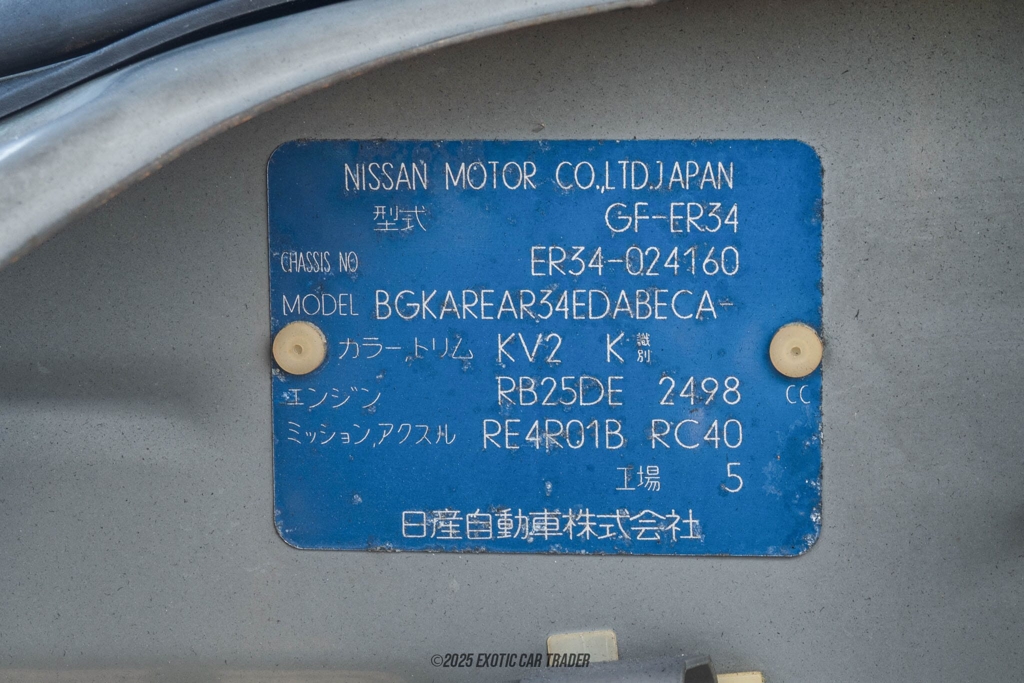 NISSAN MOTOR CO.,LTD.JAPAN
型式 GF-ER34
CHASSIS NO ER34-024160
MODEL BGKAREAR34EDABECA-
カラー,トリム KV2 K 識別
エンジン RB25DE 2498 CC
ミッション,アクスル RE4R01B RC40
工場 5
日産自動車株式会社
©2025 EXOTIC CAR TRADER